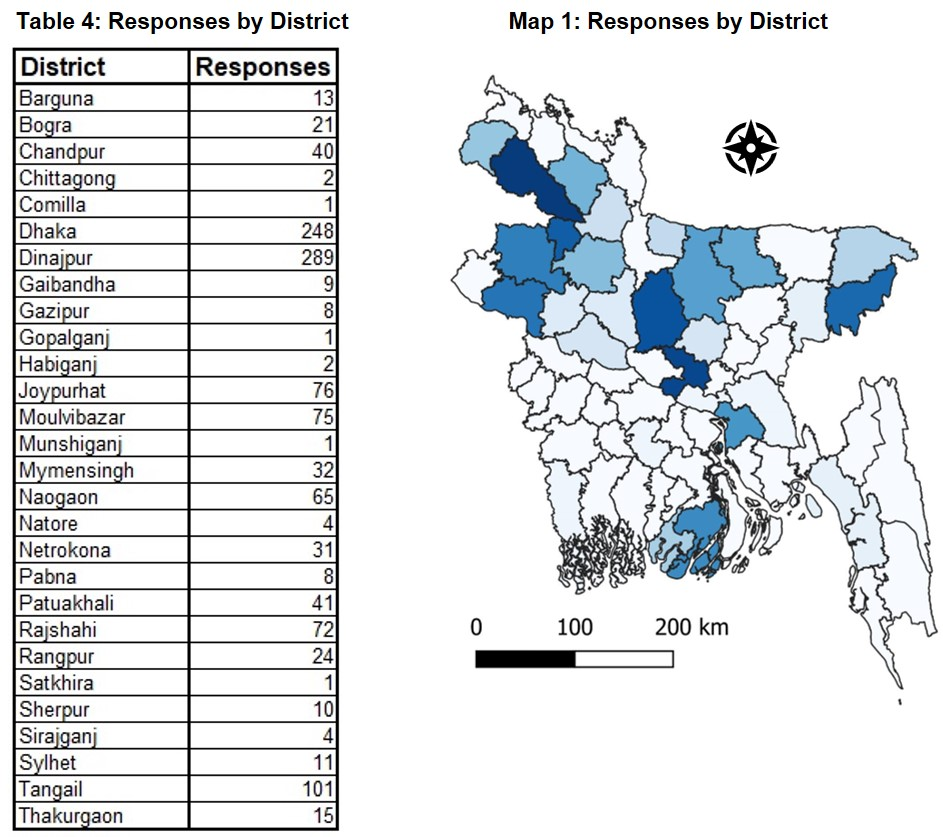 Table 4: Responses by District
Map 1: Responses by District
District Responses
Barguna 13
Bogra 21
Chandpur 40
Chittagong 2
Comilla 1
Dhaka 248
Dinajpur 289
Gaibandha 9
Gazipur 8
Gopalganj 1
Habiganj 2
Joypurhat 76
Moulvibazar 75
Munshiganj 1
Mymensingh 32
Naogaon 65
Natore 4
Netrokona 31
Pabna 8
Patuakhali 41
Rajshahi 72
Rangpur 24
Satkhira 1
Sherpur 10
Sirajganj 4
Sylhet 11
Tangail 101
Thakurgaon 15
0 100 200 km